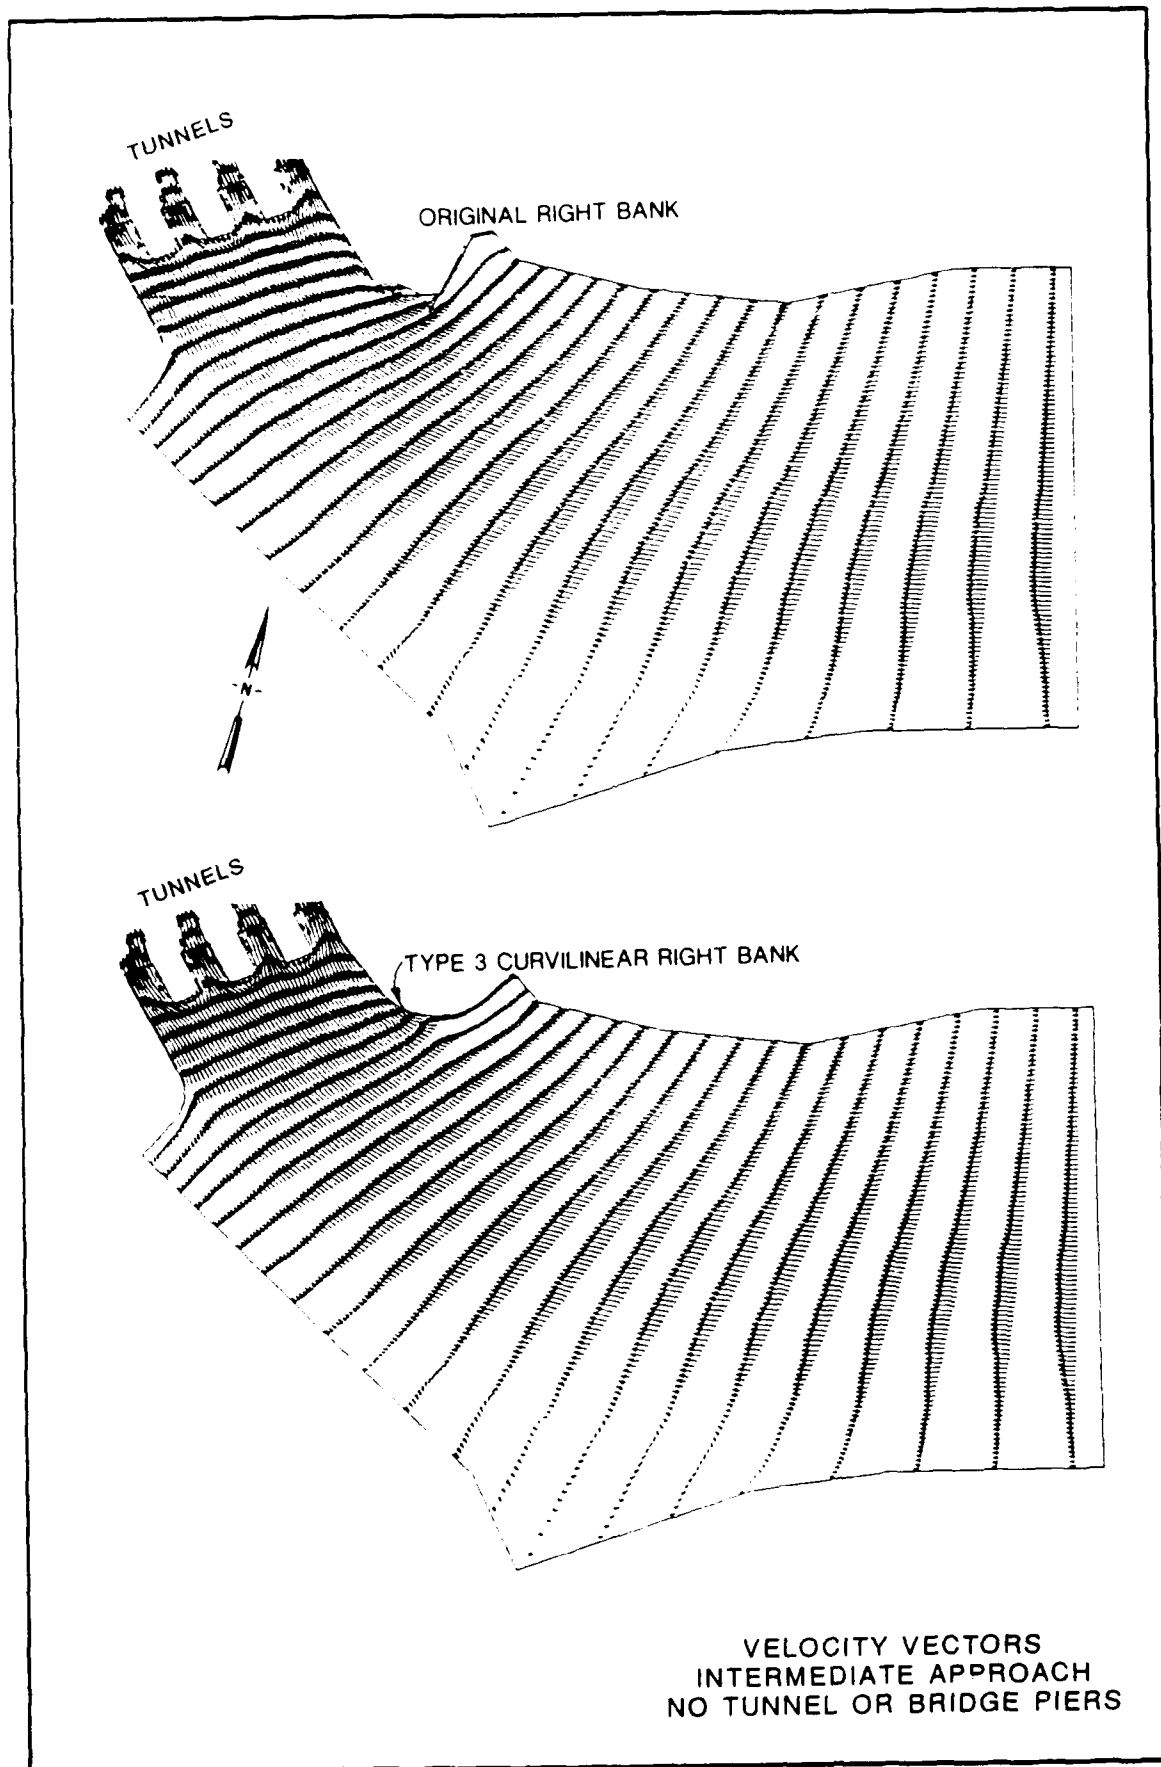 TUNNELS
ORIGINAL RIGHT BANK
-N-
TUNNELS
TYPE 3 CURVILINEAR RIGHT BANK
VELOCITY VECTORS
INTERMEDIATE APPROACH
NO TUNNEL OR BRIDGE PIERS